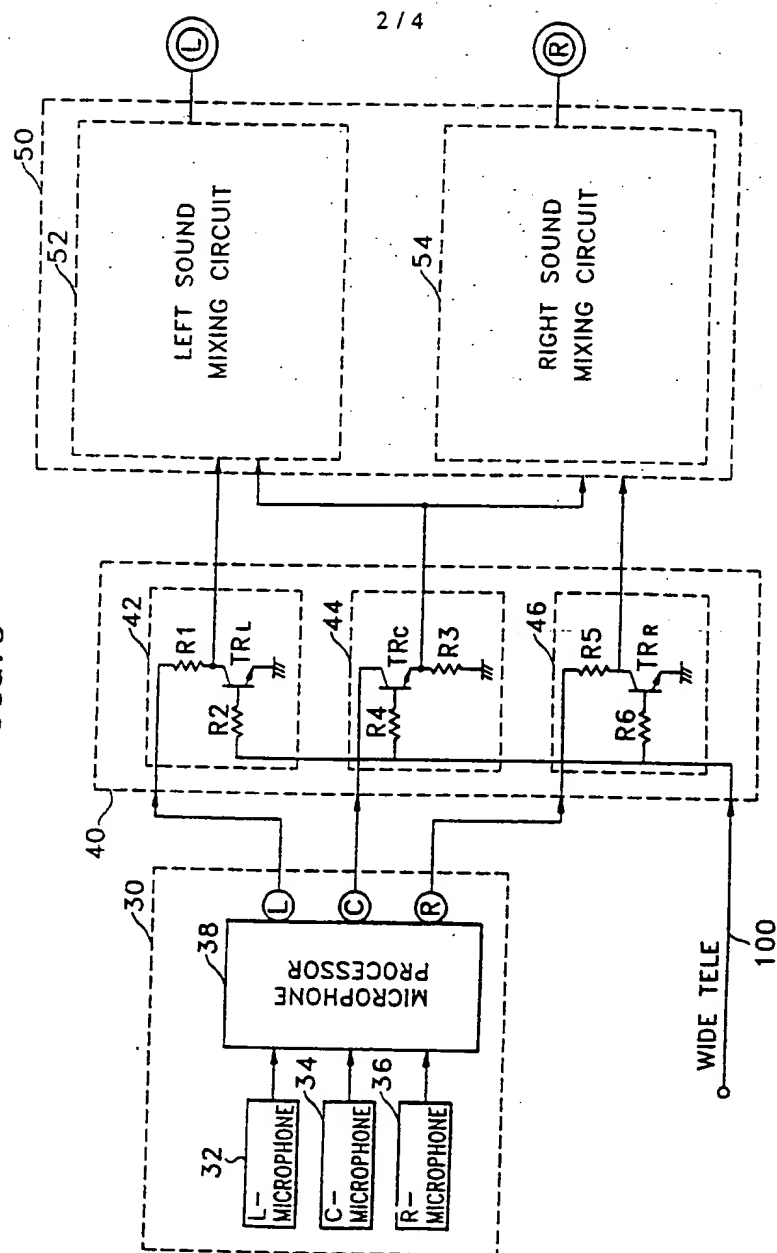 2 / 4
50
52
LEFT SOUND
MIXING CIRCUIT
L
54
RIGHT SOUND
MIXING CIRCUIT
R
40
42
R1
R2
TRL
44
R4
TRC
R3
46
R5
R6
TRR
30
38
MICROPHONE
PROCESSOR
L
C
R
32
L-
MICROPHONE
34
C-
MICROPHONE
36
R-
MICROPHONE
WIDE TELE
100